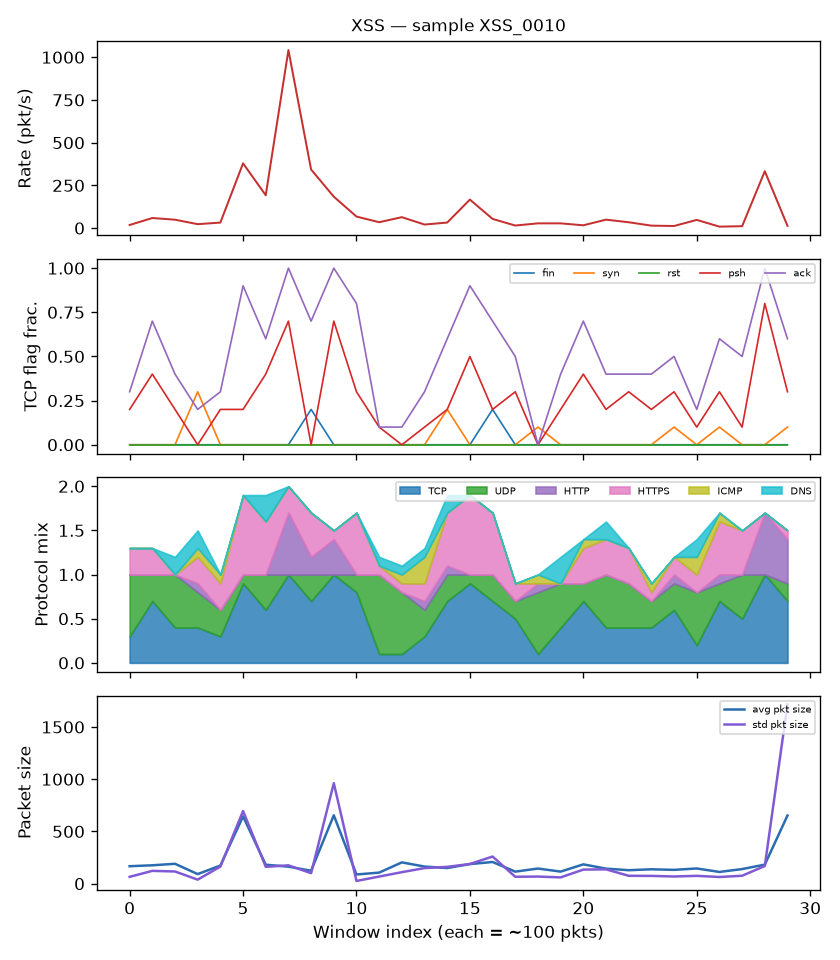 XSS — sample XSS_0010
1000
750
500
250
0
Rate (pkt/s)
fin syn rst psh ack
1.00
0.75
0.50
0.25
0.00
TCP flag frac.
TCP UDP HTTP HTTPS ICMP DNS
2.0
1.5
1.0
0.5
0.0
Protocol mix
avg pkt size
std pkt size
1500
1000
500
0
Packet size
0 5 10 15 20 25 30
Window index (each = ~100 pkts)